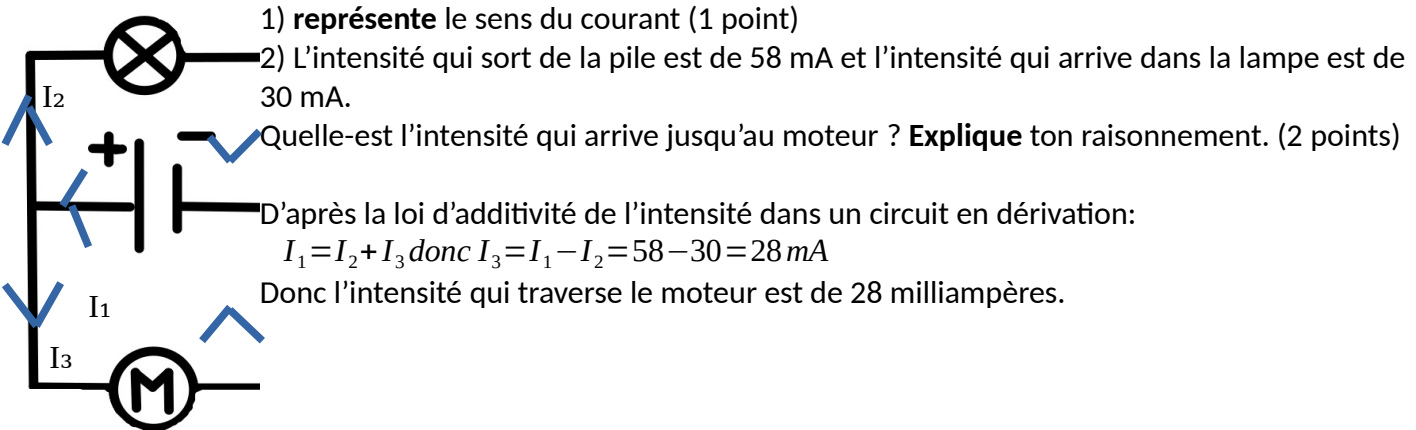 1) représente le sens du courant (1 point)
2) L’intensité qui sort de la pile est de 58 mA et l’intensité qui arrive dans la lampe est de
30 mA.
Quelle-est l’intensité qui arrive jusqu’au moteur ? Explique ton raisonnement. (2 points)
D’après la loi d’additivité de l’intensité dans un circuit en dérivation:
I₁=I₂+I₃ donc I₃=I₁−I₂=58−30=28 mA
Donc l’intensité qui traverse le moteur est de 28 milliampères.
I₂
+ −
I₁
I₃
M